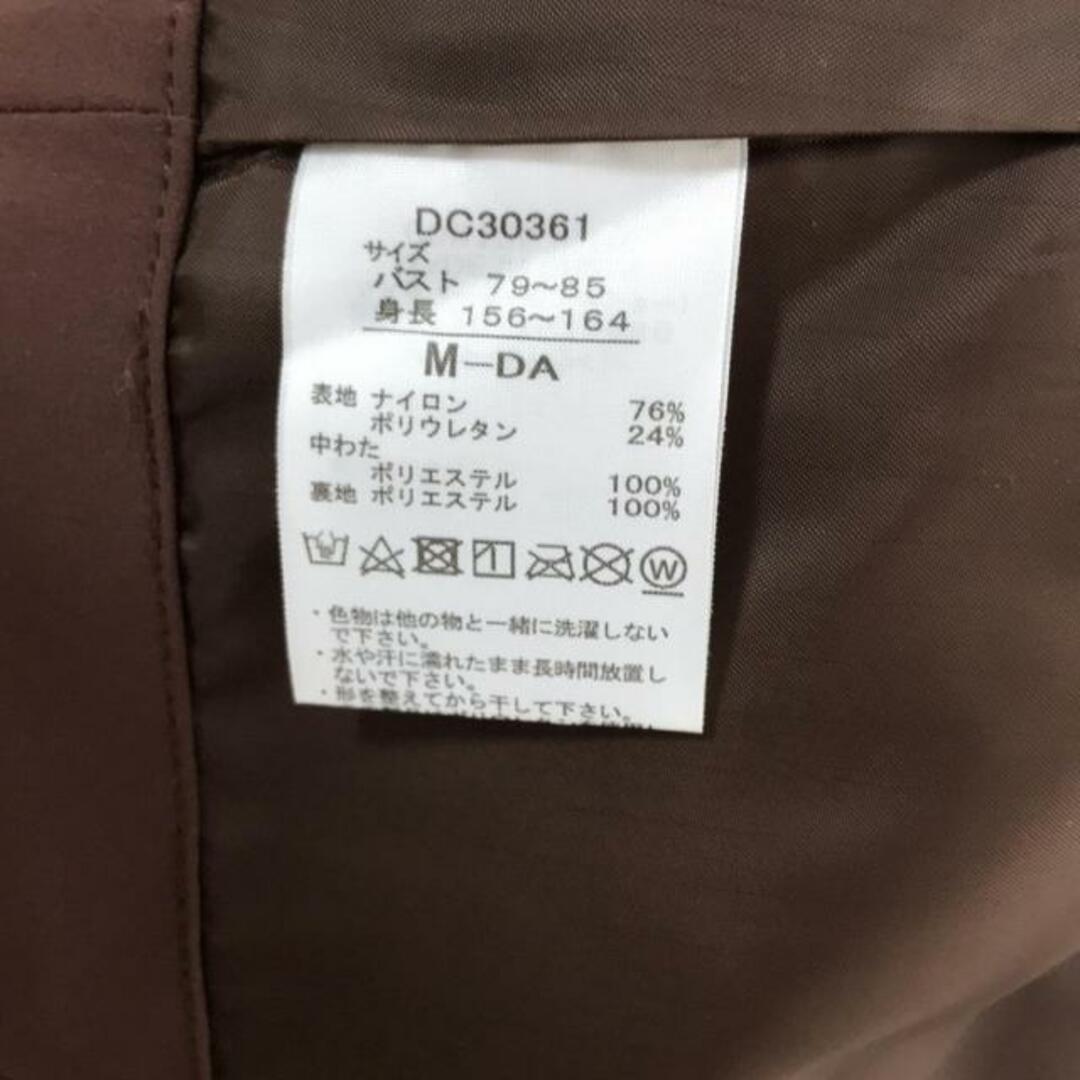 DC30361
サイズ
バスト 79～85
身長 156～164
M－DA
表地 ナイロン 76%
ポリウレタン 24%
中わた
ポリエステル 100%
裏地 ポリエステル 100%
W
・色物は他の物と一緒に洗濯しない
で下さい。
・水や汗に濡れたまま長時間放置し
ないで下さい。
・形を整えてから干して下さい。